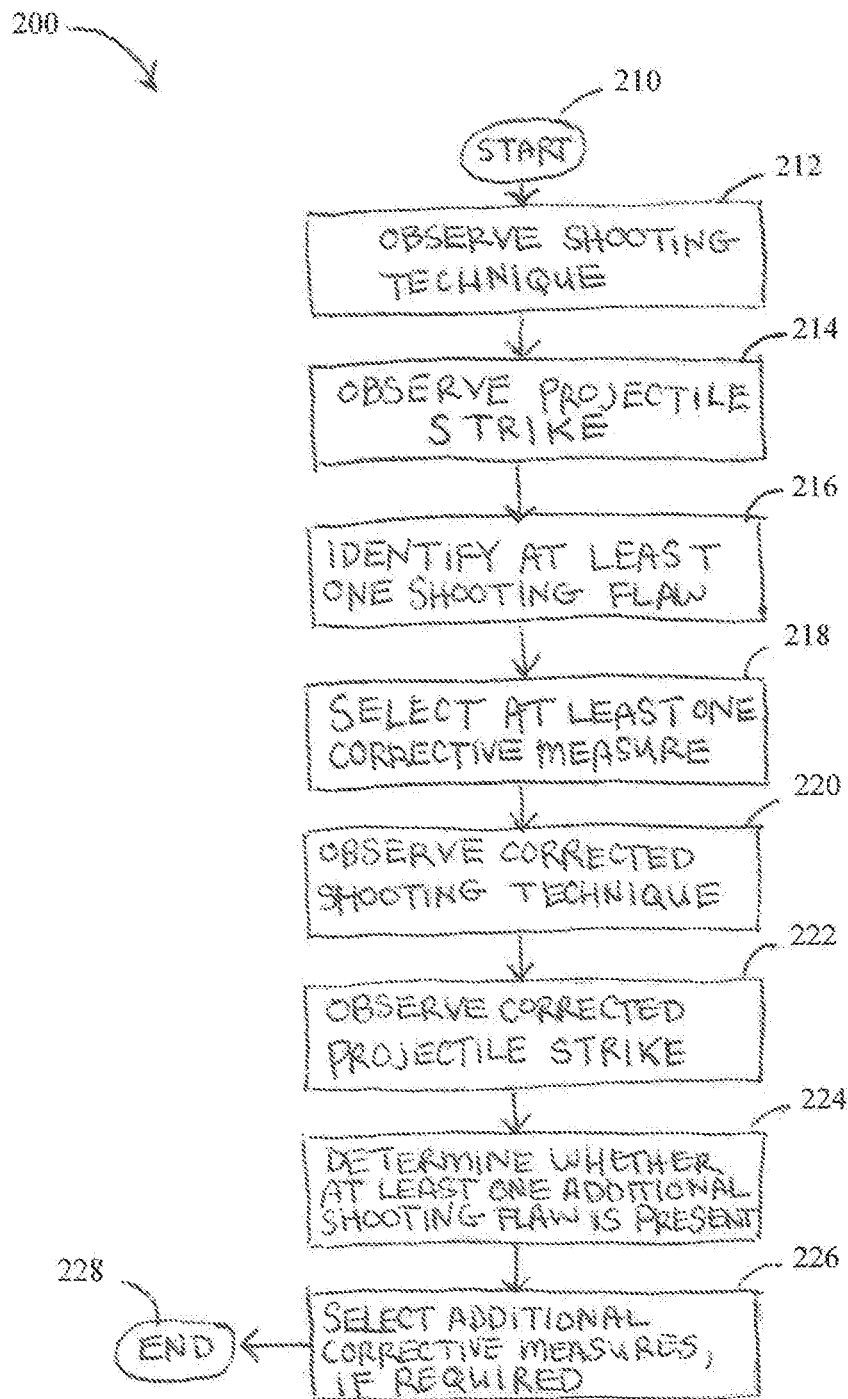 200
210
START
212
OBSERVE SHOOTING
TECHNIQUE
214
OBSERVE PROJECTILE
STRIKE
216
IDENTIFY AT LEAST
ONE SHOOTING FLAW
218
SELECT AT LEAST ONE
CORRECTIVE MEASURE
220
OBSERVE CORRECTED
SHOOTING TECHNIQUE
222
OBSERVE CORRECTED
PROJECTILE STRIKE
224
DETERMINE WHETHER
AT LEAST ONE ADDITIONAL
SHOOTING FLAW IS PRESENT
226
SELECT ADDITIONAL
CORRECTIVE MEASURES,
IF REQUIRED
228
END